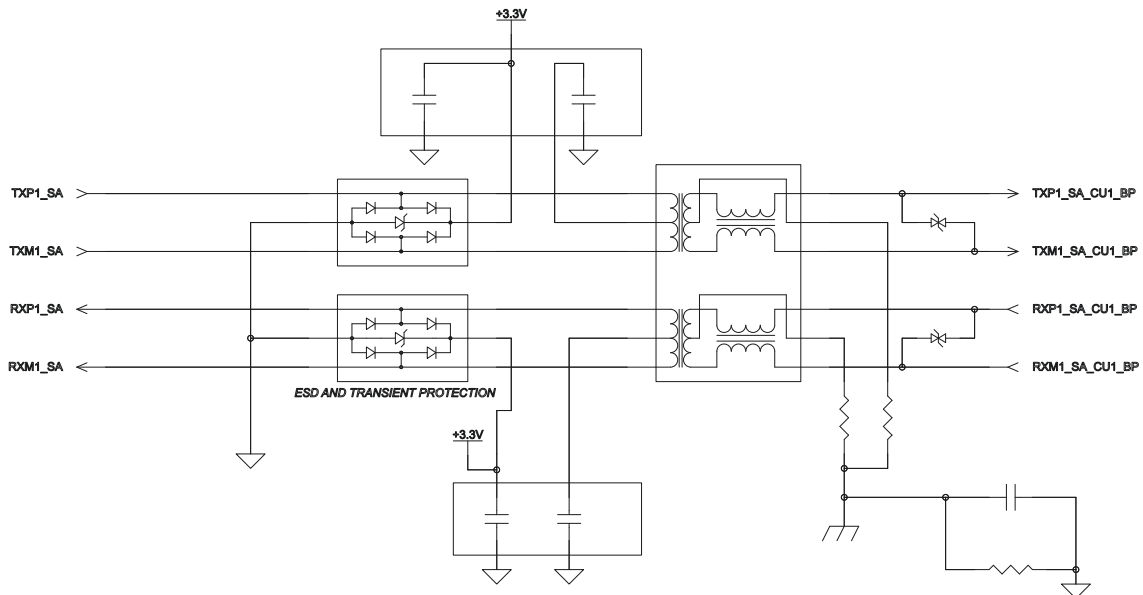 +3.3V
TXP1_SA
TXP1_SA_CU1_BP
TXM1_SA
TXM1_SA_CU1_BP
RXP1_SA
RXP1_SA_CU1_BP
RXM1_SA
RXM1_SA_CU1_BP
ESD AND TRANSIENT PROTECTION
+3.3V